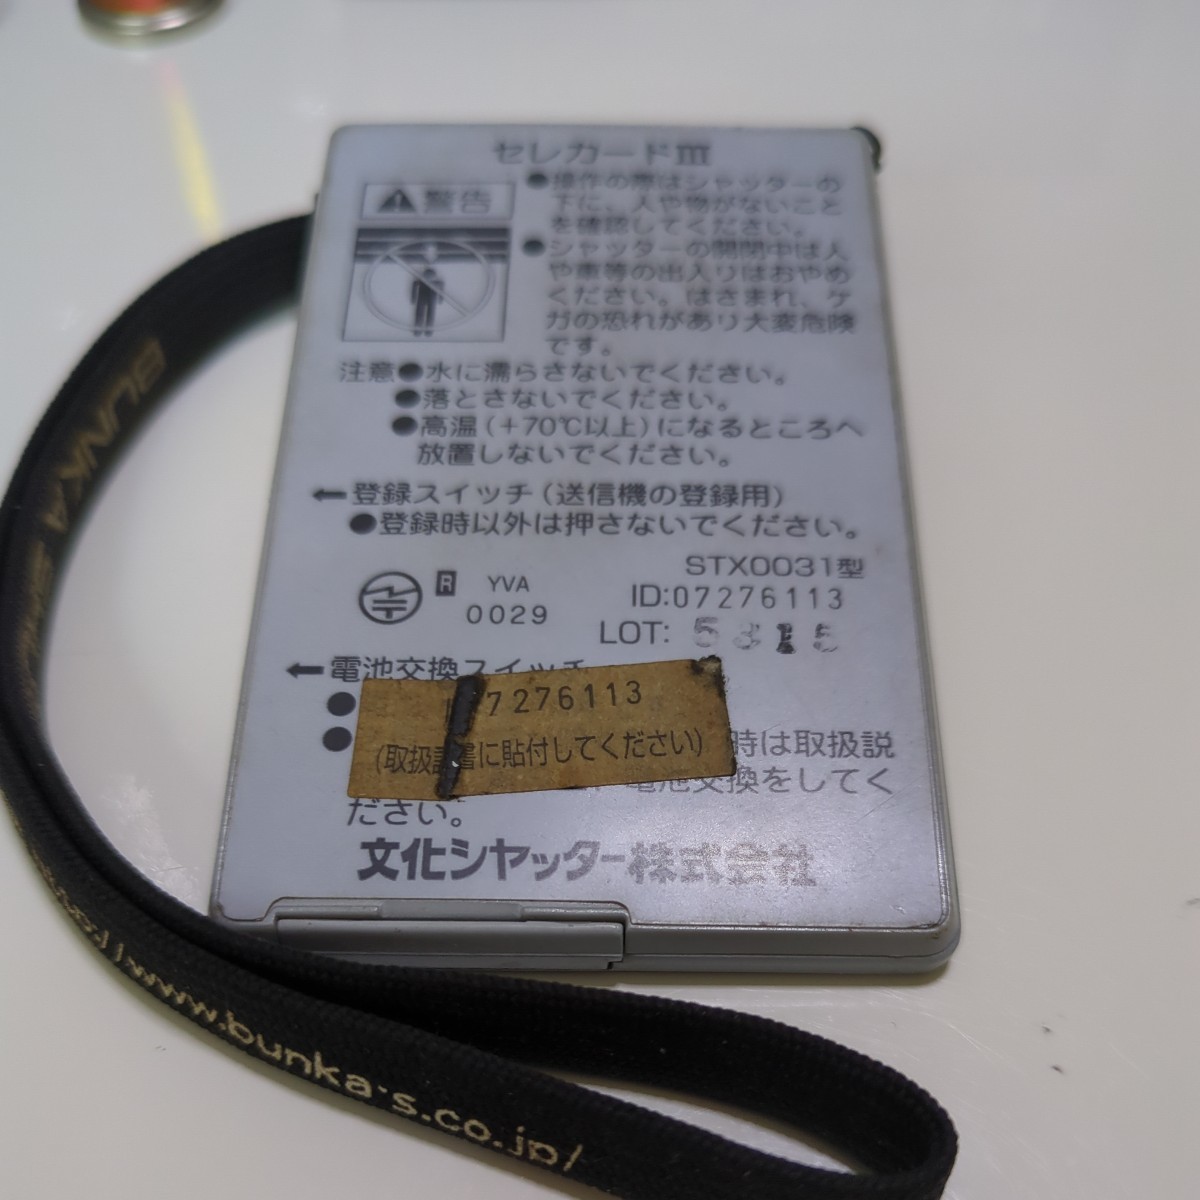 セレカードⅢ
警告
●操作の際はシャッターの
下に、人や物がないこと
を確認してください。
●シャッターの開閉中は人
や車等の出入りはおやめ
ください。はさまれ、ケ
ガの恐れがあり大変危険
です。
注意●水に濡らさないでください。
●落とさないでください。
●高温(+70℃以上)になるところへ
放置しないでください。
←登録スイッチ(送信機の登録用)
●登録時以外は押さないでください。
STX0031型
R YVA
0029
ID:07276113
LOT: 5315
←電池交換スイッチ
7276113
(取扱説書に貼付してください)
時は取扱説
電池交換をしてく
ださい。
文化シヤッター株式会社
BUNKA
www.bunka-s.co.jp/